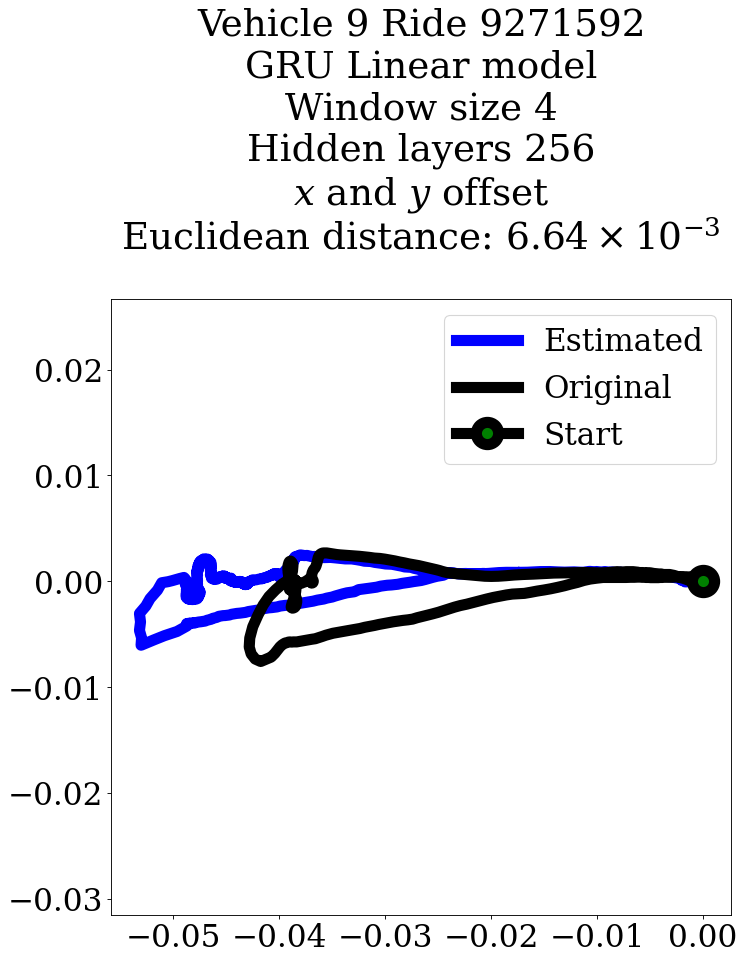 Vehicle 9 Ride 9271592
GRU Linear model
Window size 4
Hidden layers 256
x and y offset
Euclidean distance: 6.64 × 10⁻³
Estimated
Original
Start
0.02
0.01
0.00
−0.01
−0.02
−0.03
−0.05 −0.04 −0.03 −0.02 −0.01 0.00